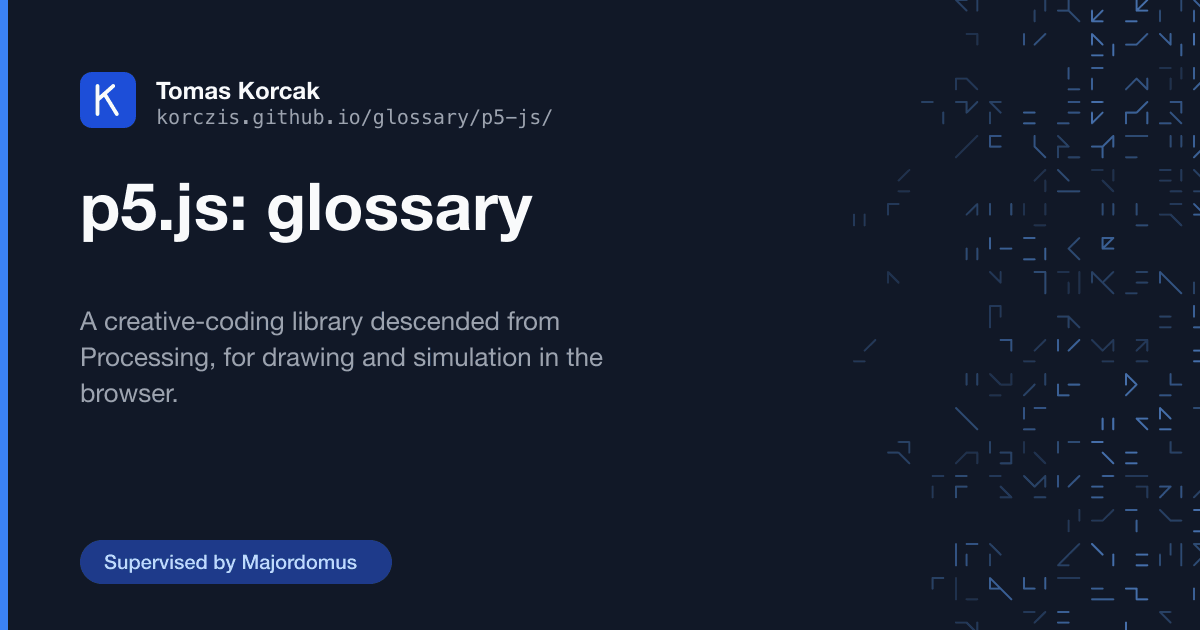 K
Tomas Korcak
korczis.github.io/glossary/p5-js/
p5.js: glossary
A creative-coding library descended from
Processing, for drawing and simulation in the
browser.
Supervised by Majordomus